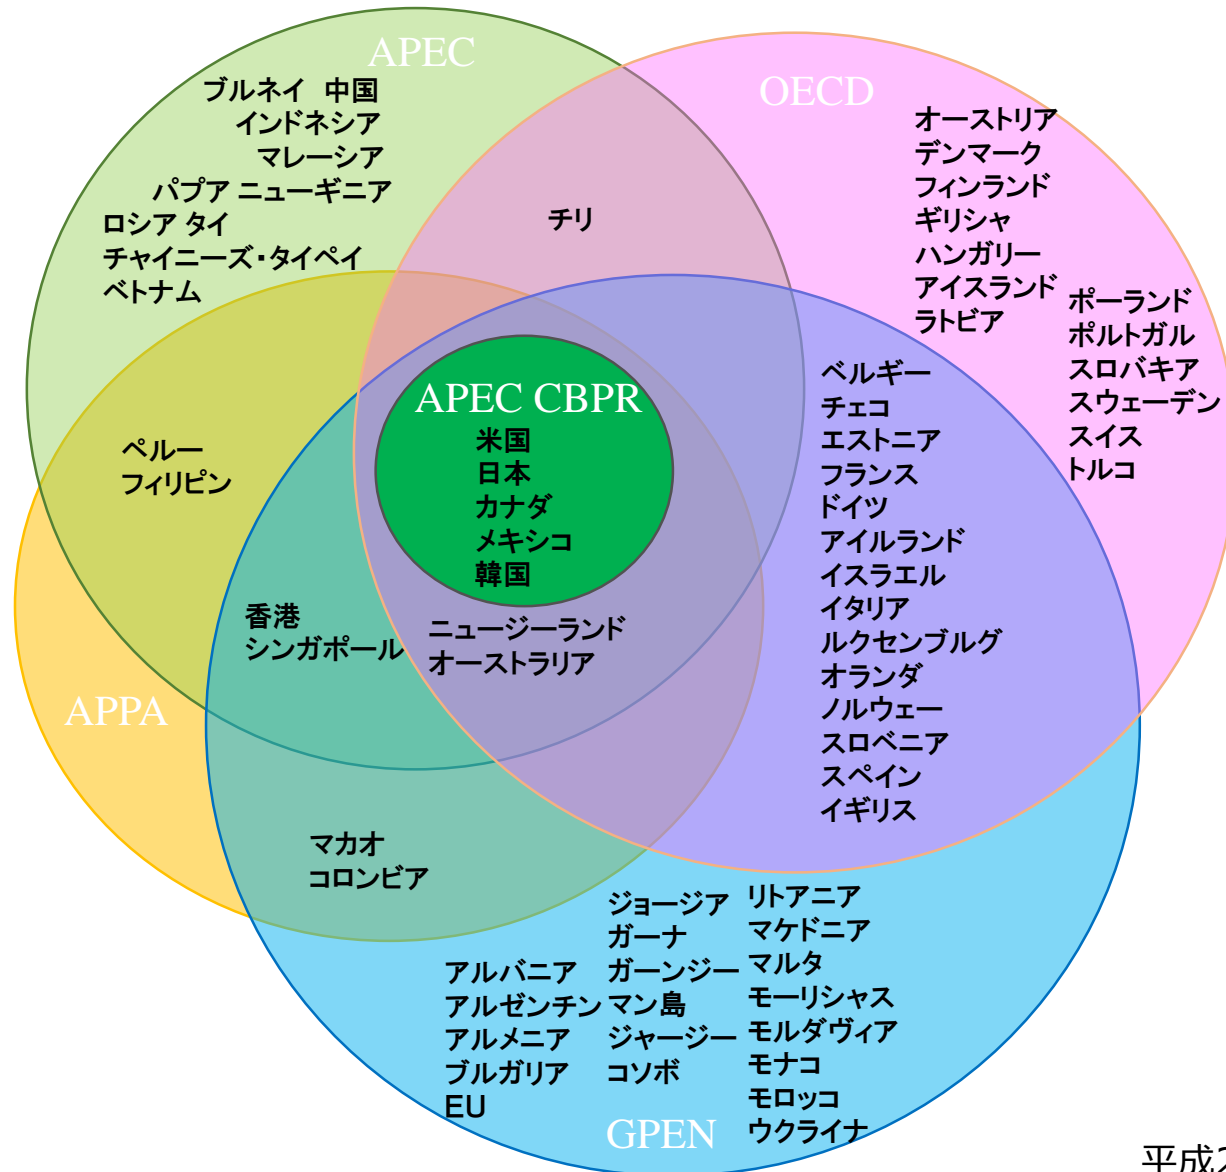 APEC
ブルネイ　中国
インドネシア
マレーシア
パプア ニューギニア
ロシア タイ
チャイニーズ・タイペイ
ベトナム
OECD
オーストリア
デンマーク
フィンランド
ギリシャ
ハンガリー
アイスランド
ラトビア
ポーランド
ポルトガル
スロバキア
スウェーデン
スイス
トルコ
チリ
APEC CBPR
米国
日本
カナダ
メキシコ
韓国
ペルー
フィリピン
香港
シンガポール
ニュージーランド
オーストラリア
ベルギー
チェコ
エストニア
フランス
ドイツ
アイルランド
イスラエル
イタリア
ルクセンブルグ
オランダ
ノルウェー
スロベニア
スペイン
イギリス
APPA
マカオ
コロンビア
アルバニア
アルゼンチン
アルメニア
ブルガリア
EU
ジョージア
ガーナ
ガーンジー
マン島
ジャージー
コソボ
リトアニア
マケドニア
マルタ
モーリシャス
モルダヴィア
モナコ
モロッコ
ウクライナ
GPEN
平成2